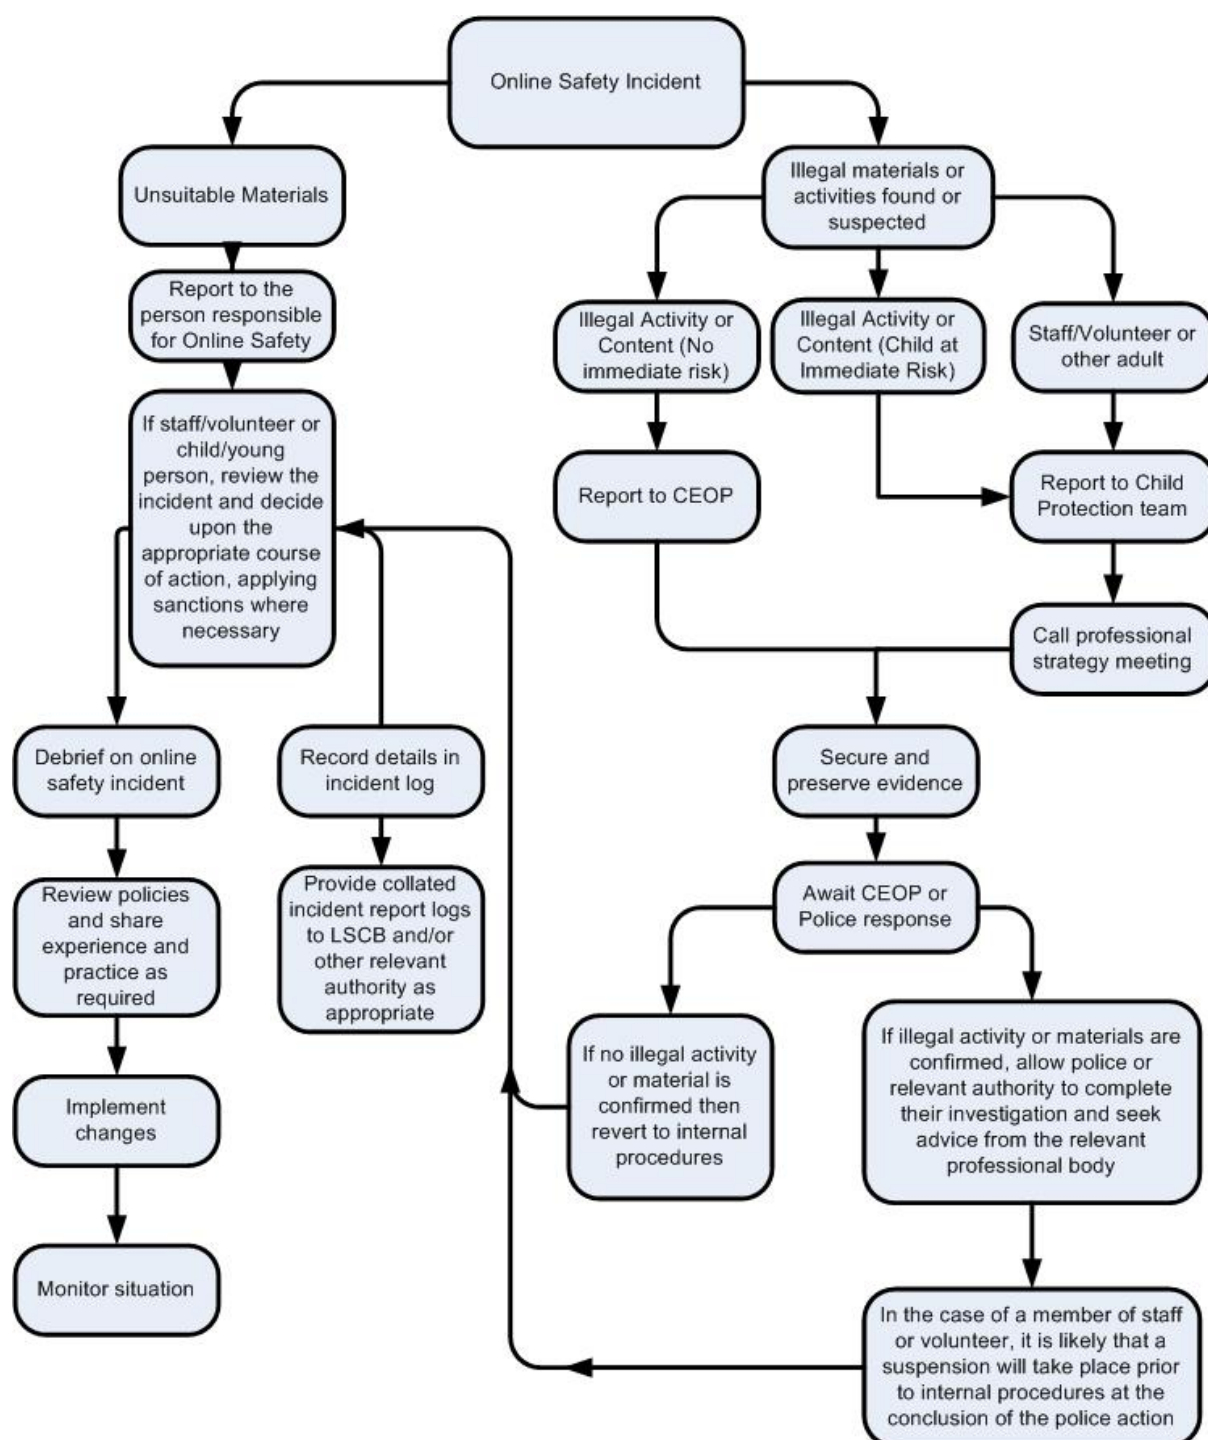 Online Safety Incident
Unsuitable Materials
Illegal materials or
activities found or
suspected
Report to the
person responsible
for Online Safety
Illegal Activity or
Content (No
immediate risk)
Illegal Activity or
Content (Child at
Immediate Risk)
Staff/Volunteer or
other adult
If staff/volunteer or
child/young
person, review the
incident and decide
upon the
appropriate course
of action, applying
sanctions where
necessary
Report to CEOP
Report to Child
Protection team
Call professional
strategy meeting
Debrief on online
safety incident
Record details in
incident log
Secure and
preserve evidence
Review policies
and share
experience and
practice as
required
Provide collated
incident report logs
to LSCB and/or
other relevant
authority as
appropriate
Await CEOP or
Police response
If no illegal activity
or material is
confirmed then
revert to internal
procedures
If illegal activity or materials are
confirmed, allow police or
relevant authority to complete
their investigation and seek
advice from the relevant
professional body
Implement
changes
Monitor situation
In the case of a member of staff
or volunteer, it is likely that a
suspension will take place prior
to internal procedures at the
conclusion of the police action